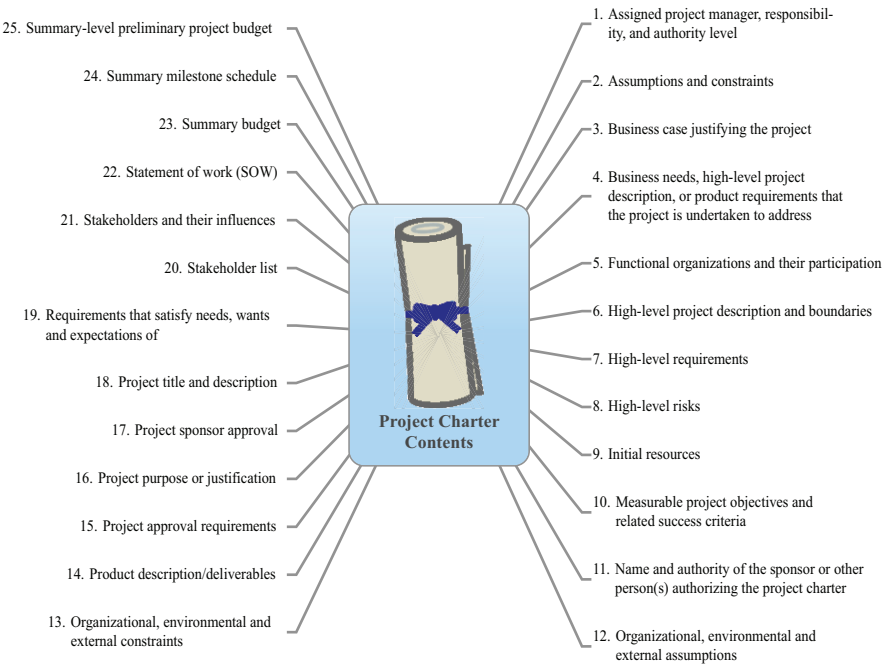 1. Assigned project manager, responsibil-
ity, and authority level
2. Assumptions and constraints
3. Business case justifying the project
4. Business needs, high-level project
description, or product requirements that
the project is undertaken to address
5. Functional organizations and their participation
6. High-level project description and boundaries
7. High-level requirements
8. High-level risks
9. Initial resources
10. Measurable project objectives and
related success criteria
11. Name and authority of the sponsor or other
person(s) authorizing the project charter
12. Organizational, environmental and
external assumptions
13. Organizational, environmental and
external constraints
14. Product description/deliverables
15. Project approval requirements
16. Project purpose or justification
17. Project sponsor approval
18. Project title and description
19. Requirements that satisfy needs, wants
and expectations of
20. Stakeholder list
21. Stakeholders and their influences
22. Statement of work (SOW)
23. Summary budget
24. Summary milestone schedule
25. Summary-level preliminary project budget
Project Charter
Contents